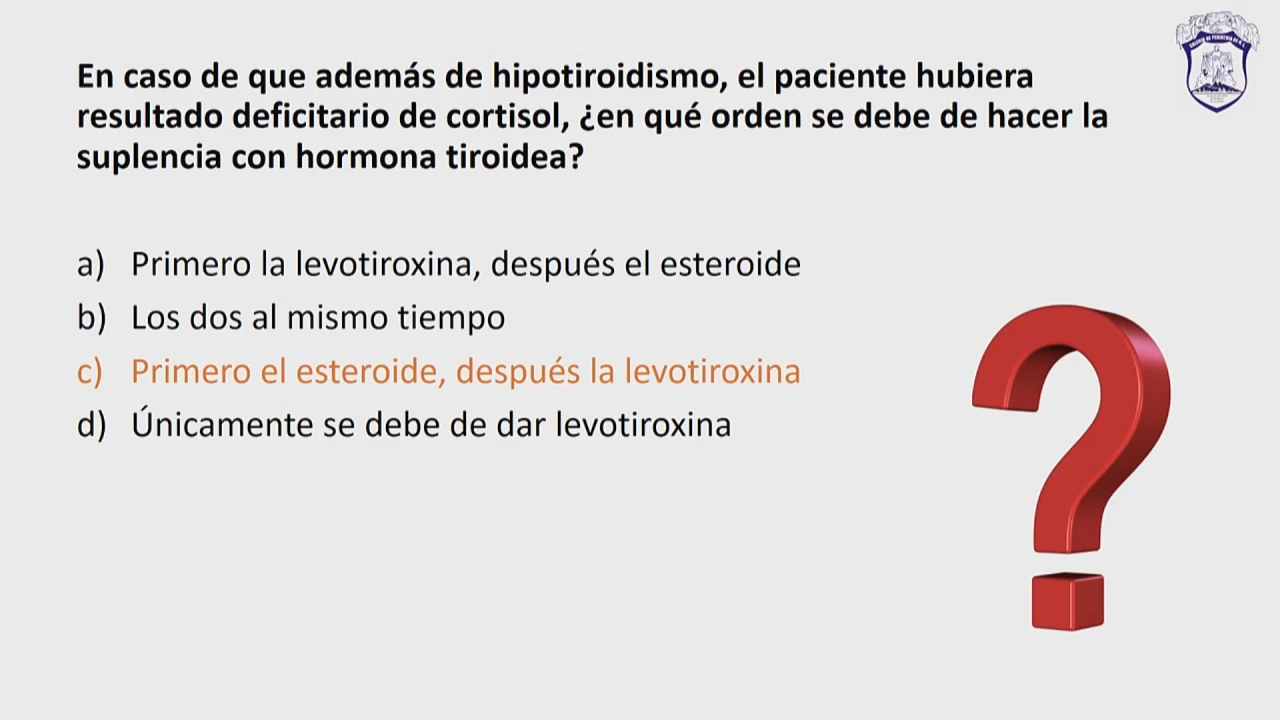 En caso de que además de hipotiroidismo, el paciente hubiera
resultado deficitario de cortisol, ¿en qué orden se debe de hacer la
suplencia con hormona tiroidea?
a) Primero la levotiroxina, después el esteroide
b) Los dos al mismo tiempo
c) Primero el esteroide, después la levotiroxina
d) Únicamente se debe de dar levotiroxina